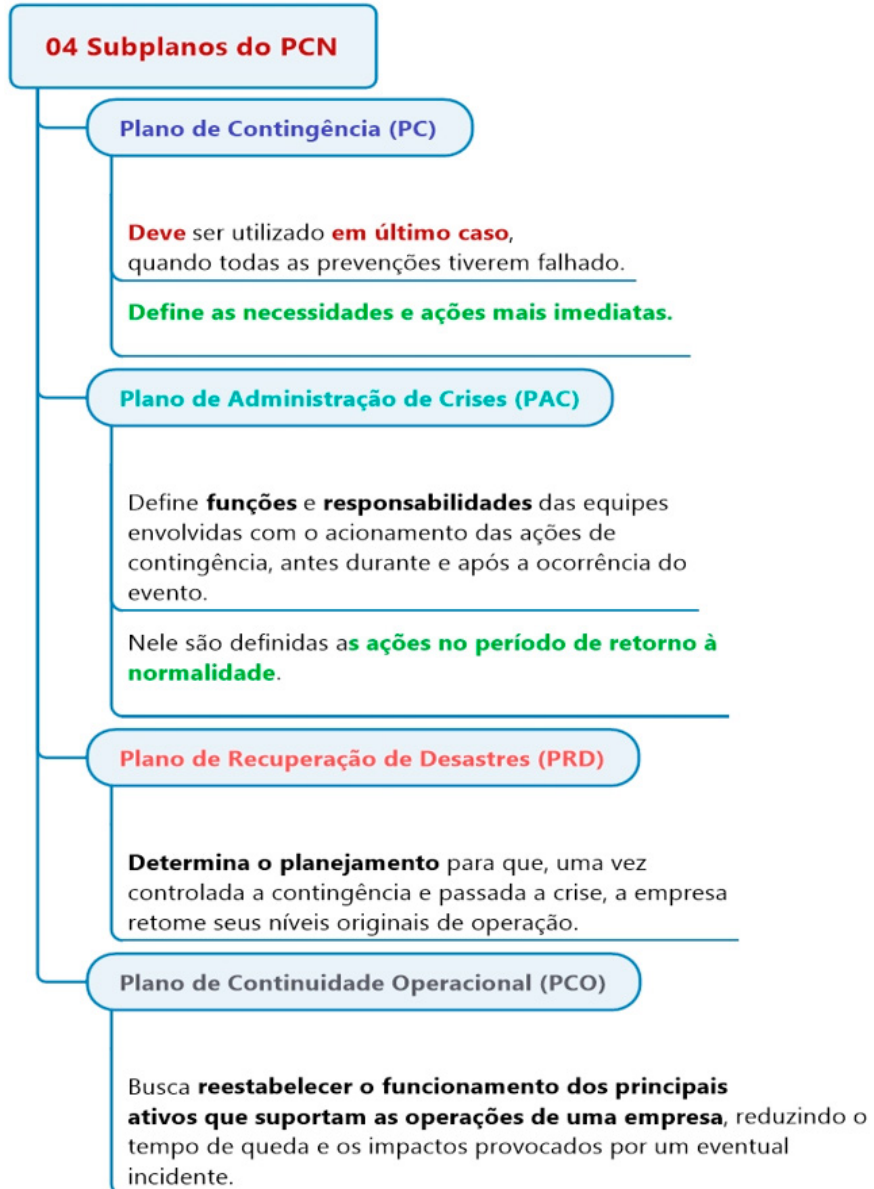 04 Subplanos do PCN
Plano de Contingência (PC)
Deve ser utilizado em último caso,
quando todas as prevenções tiverem falhado.
Define as necessidades e ações mais imediatas.
Plano de Administração de Crises (PAC)
Define funções e responsabilidades das equipes
envolvidas com o acionamento das ações de
contingência, antes durante e após a ocorrência do
evento.
Nele são definidas as ações no período de retorno à
normalidade.
Plano de Recuperação de Desastres (PRD)
Determina o planejamento para que, uma vez
controlada a contingência e passada a crise, a empresa
retome seus níveis originais de operação.
Plano de Continuidade Operacional (PCO)
Busca reestabelecer o funcionamento dos principais
ativos que suportam as operações de uma empresa, reduzindo o
tempo de queda e os impactos provocados por um eventual
incidente.